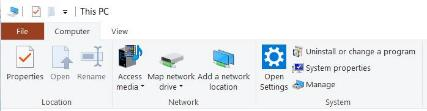 This PC
File Computer View
Properties Open Rename
Access media Map network drive Add a network location
Open Settings
Uninstall or change a program
System properties
Manage
Location Network System